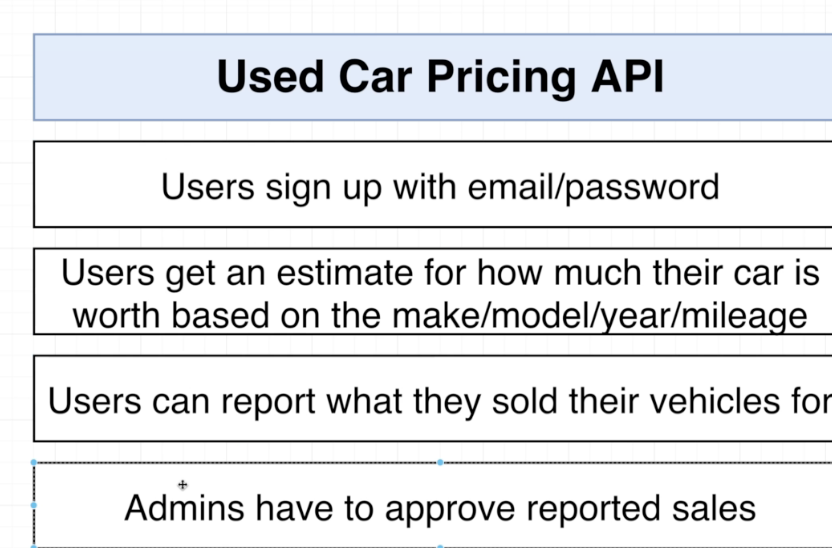 Used Car Pricing API
Users sign up with email/password
Users get an estimate for how much their car is
worth based on the make/model/year/mileage
Users can report what they sold their vehicles for
Admins have to approve reported sales